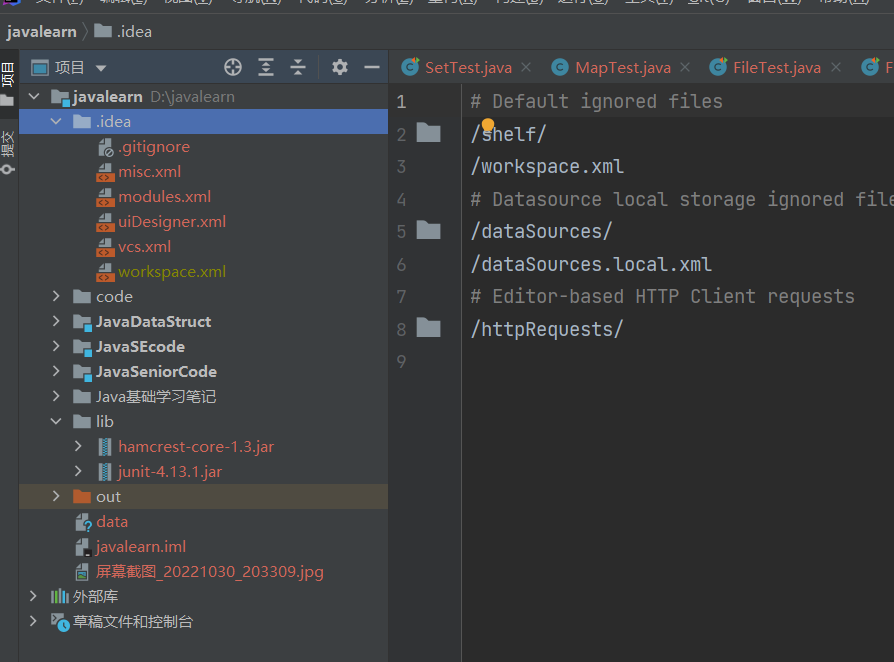 javalearn
.idea
项目
SetTest.java
MapTest.java
FileTest.java
项目
提交
javalearn D:\javalearn
.idea
.gitignore
misc.xml
modules.xml
uiDesigner.xml
vcs.xml
workspace.xml
code
JavaDataStruct
JavaSEcode
JavaSeniorCode
Java基础学习笔记
lib
hamcrest-core-1.3.jar
junit-4.13.1.jar
out
data
javalearn.iml
屏幕截图_20221030_203309.jpg
外部库
草稿文件和控制台
1 # Default ignored files
2 /shelf/
3 /workspace.xml
4 # Datasource local storage ignored file
5 /dataSources/
6 /dataSources.local.xml
7 # Editor-based HTTP Client requests
8 /httpRequests/
9